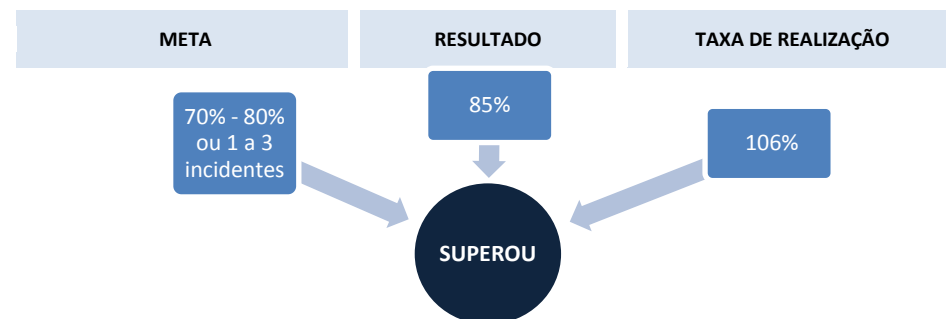 META
RESULTADO
TAXA DE REALIZAÇÃO
70% - 80%
ou 1 a 3
incidentes
85%
106%
SUPEROU